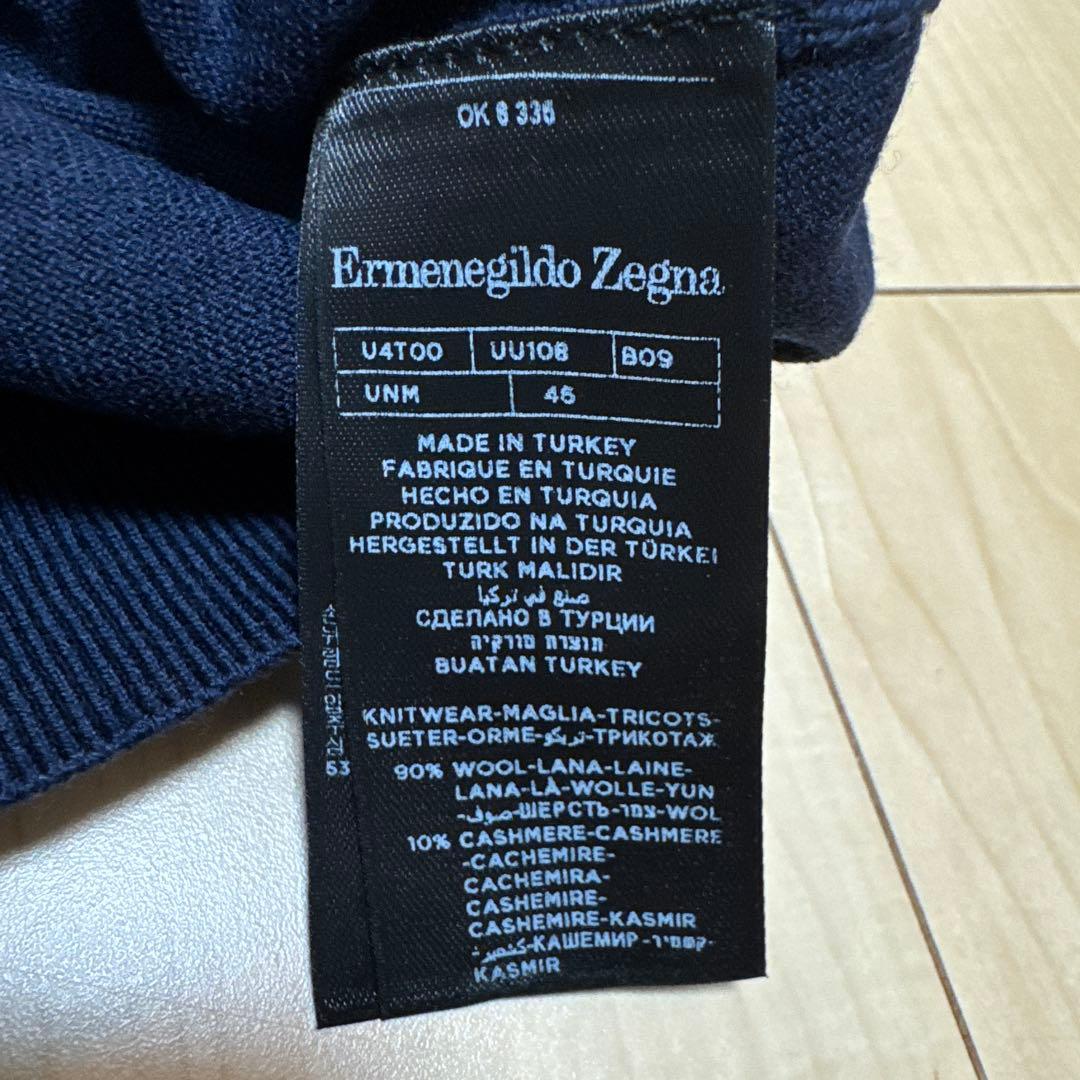 OK 6 336
Ermenegildo Zegna
U4T00 UU108 B09
UNM 46
MADE IN TURKEY
FABRIQUE EN TURQUIE
HECHO EN TURQUIA
PRODUZIDO NA TURQUIA
HERGESTELLT IN DER TÜRKEI
TURK MALIDIR
صنع في تركيا
СДЕЛАНО В ТУРЦИИ
תוצרת טורקיה
BUATAN TURKEY
KNITWEAR-MAGLIA-TRICOTS-
SUETER-ORME-تريكو-ТРИКОТАЖ
53
90% WOOL-LANA-LAINE-
LANA-LÀ-WOLLE-YUN
-صوف-ШЕРСТЬ-צמר-WOL
10% CASHMERE-CASHMERE
-CACHEMIRE-
CACHEMIRA-
CASHEMIRE-
CASHEMIRE-KASMIR
-كشمير-КАШЕМИР-קשמיר-
KASMIR